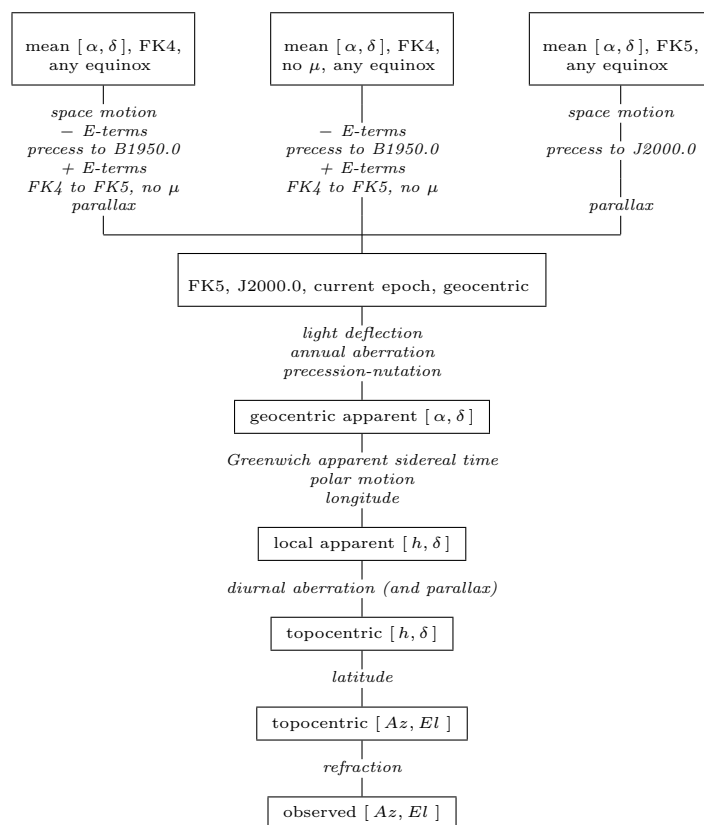 mean [ α, δ ], FK4,
any equinox
mean [ α, δ ], FK4,
no μ, any equinox
mean [ α, δ ], FK5,
any equinox
space motion
− E-terms
precess to B1950.0
+ E-terms
FK4 to FK5, no μ
parallax
− E-terms
precess to B1950.0
+ E-terms
FK4 to FK5, no μ
space motion
precess to J2000.0
parallax
FK5, J2000.0, current epoch, geocentric
light deflection
annual aberration
precession-nutation
geocentric apparent [ α, δ ]
Greenwich apparent sidereal time
polar motion
longitude
local apparent [ h, δ ]
diurnal aberration (and parallax)
topocentric [ h, δ ]
latitude
topocentric [ Az, El ]
refraction
observed [ Az, El ]